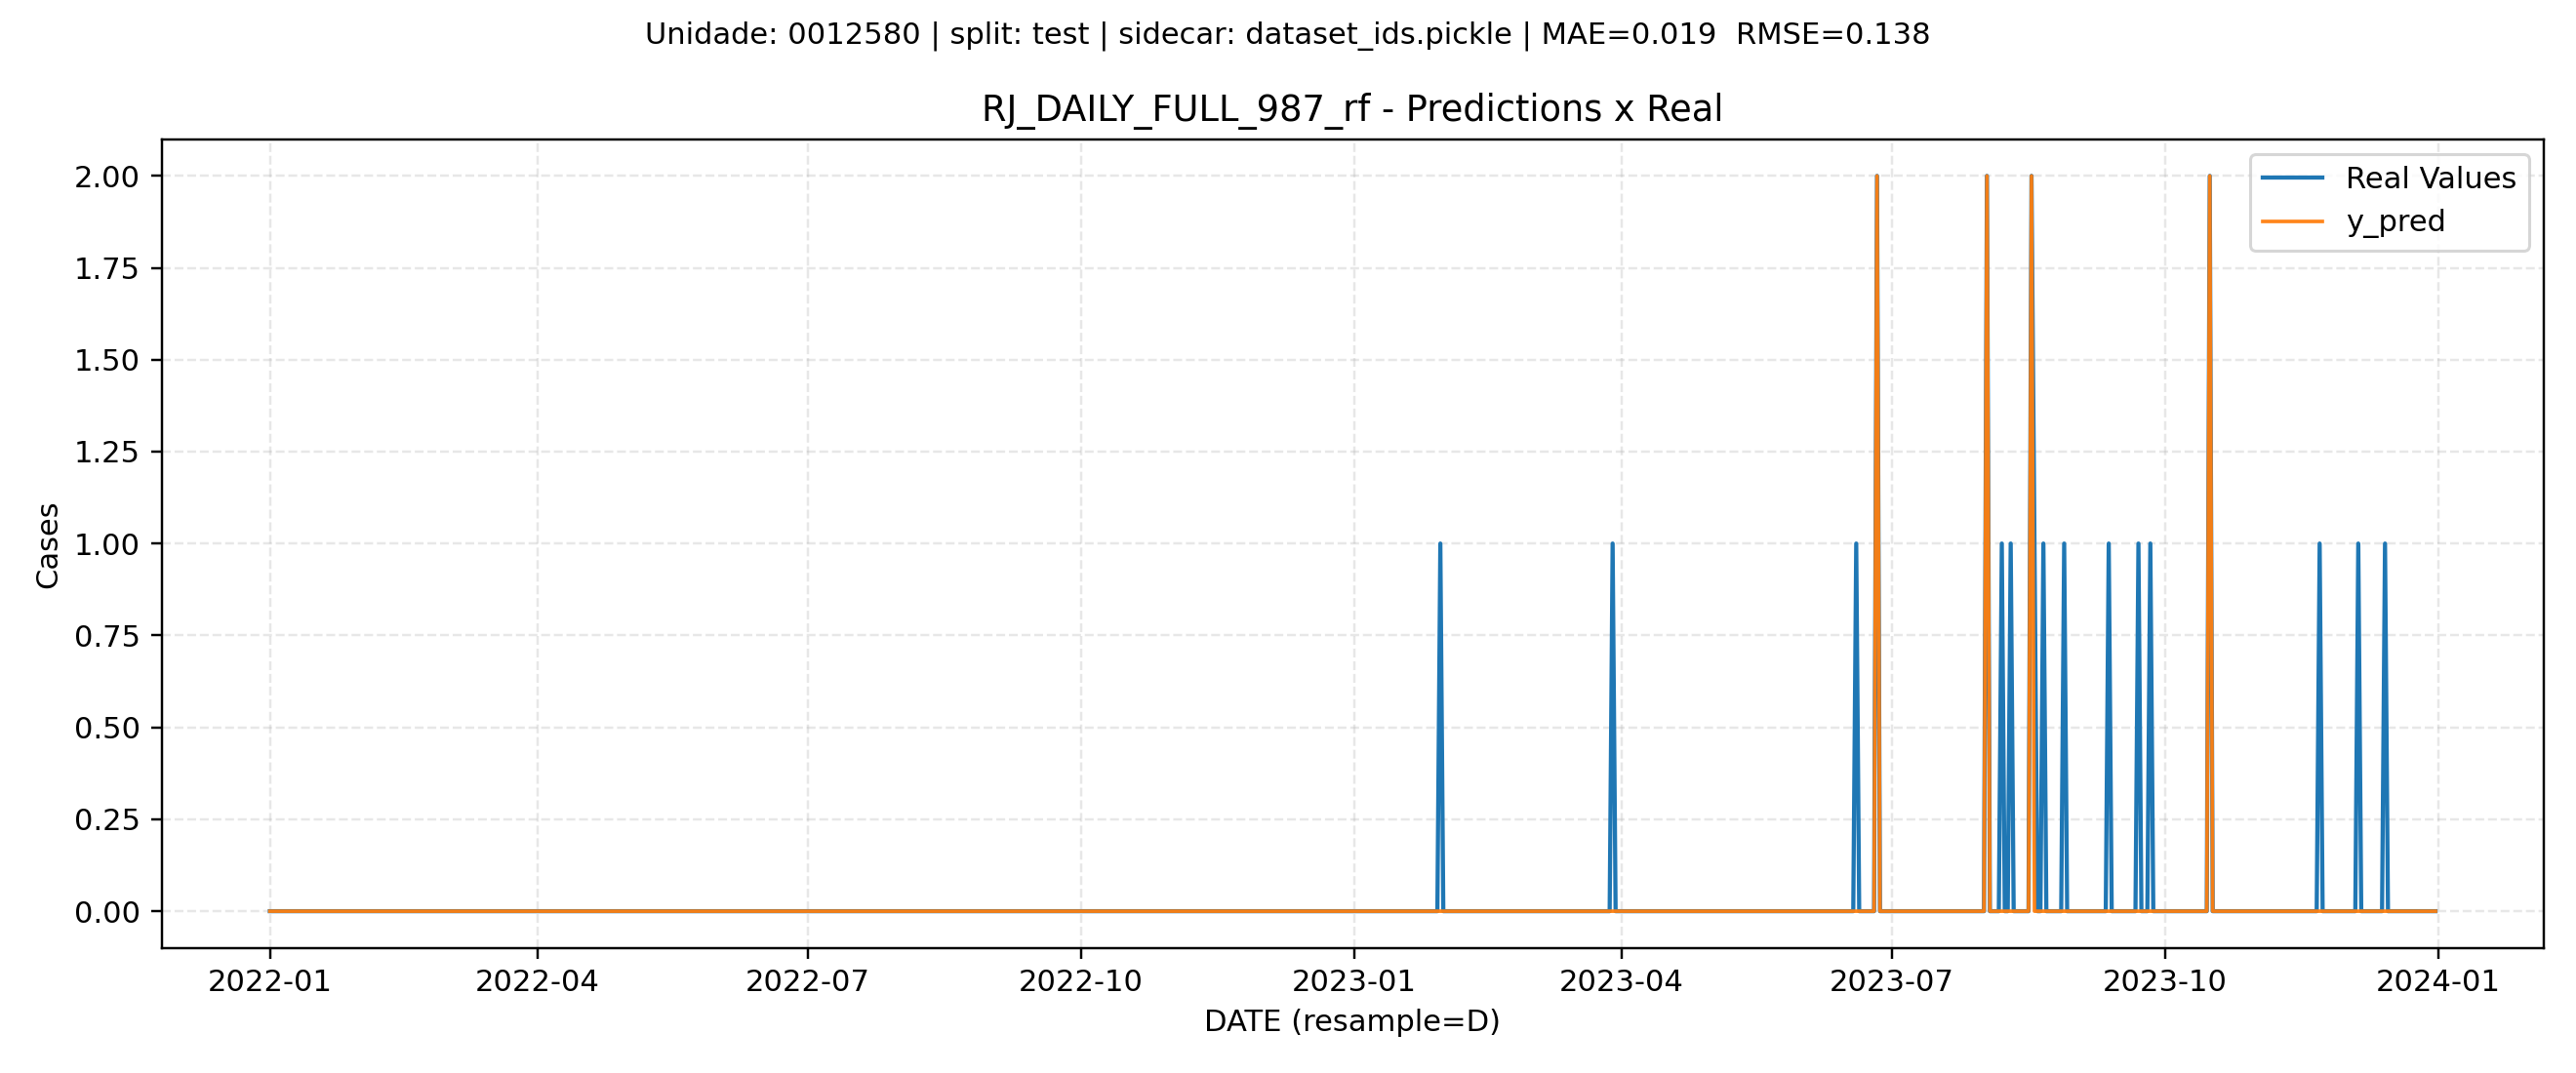 Unidade: 0012580 | split: test | sidecar: dataset_ids.pickle | MAE=0.019  RMSE=0.138
RJ_DAILY_FULL_987_rf - Predictions x Real
Real Values
y_pred
Cases
2.00
1.75
1.50
1.25
1.00
0.75
0.50
0.25
0.00
2022-01 2022-04 2022-07 2022-10 2023-01 2023-04 2023-07 2023-10 2024-01
DATE (resample=D)